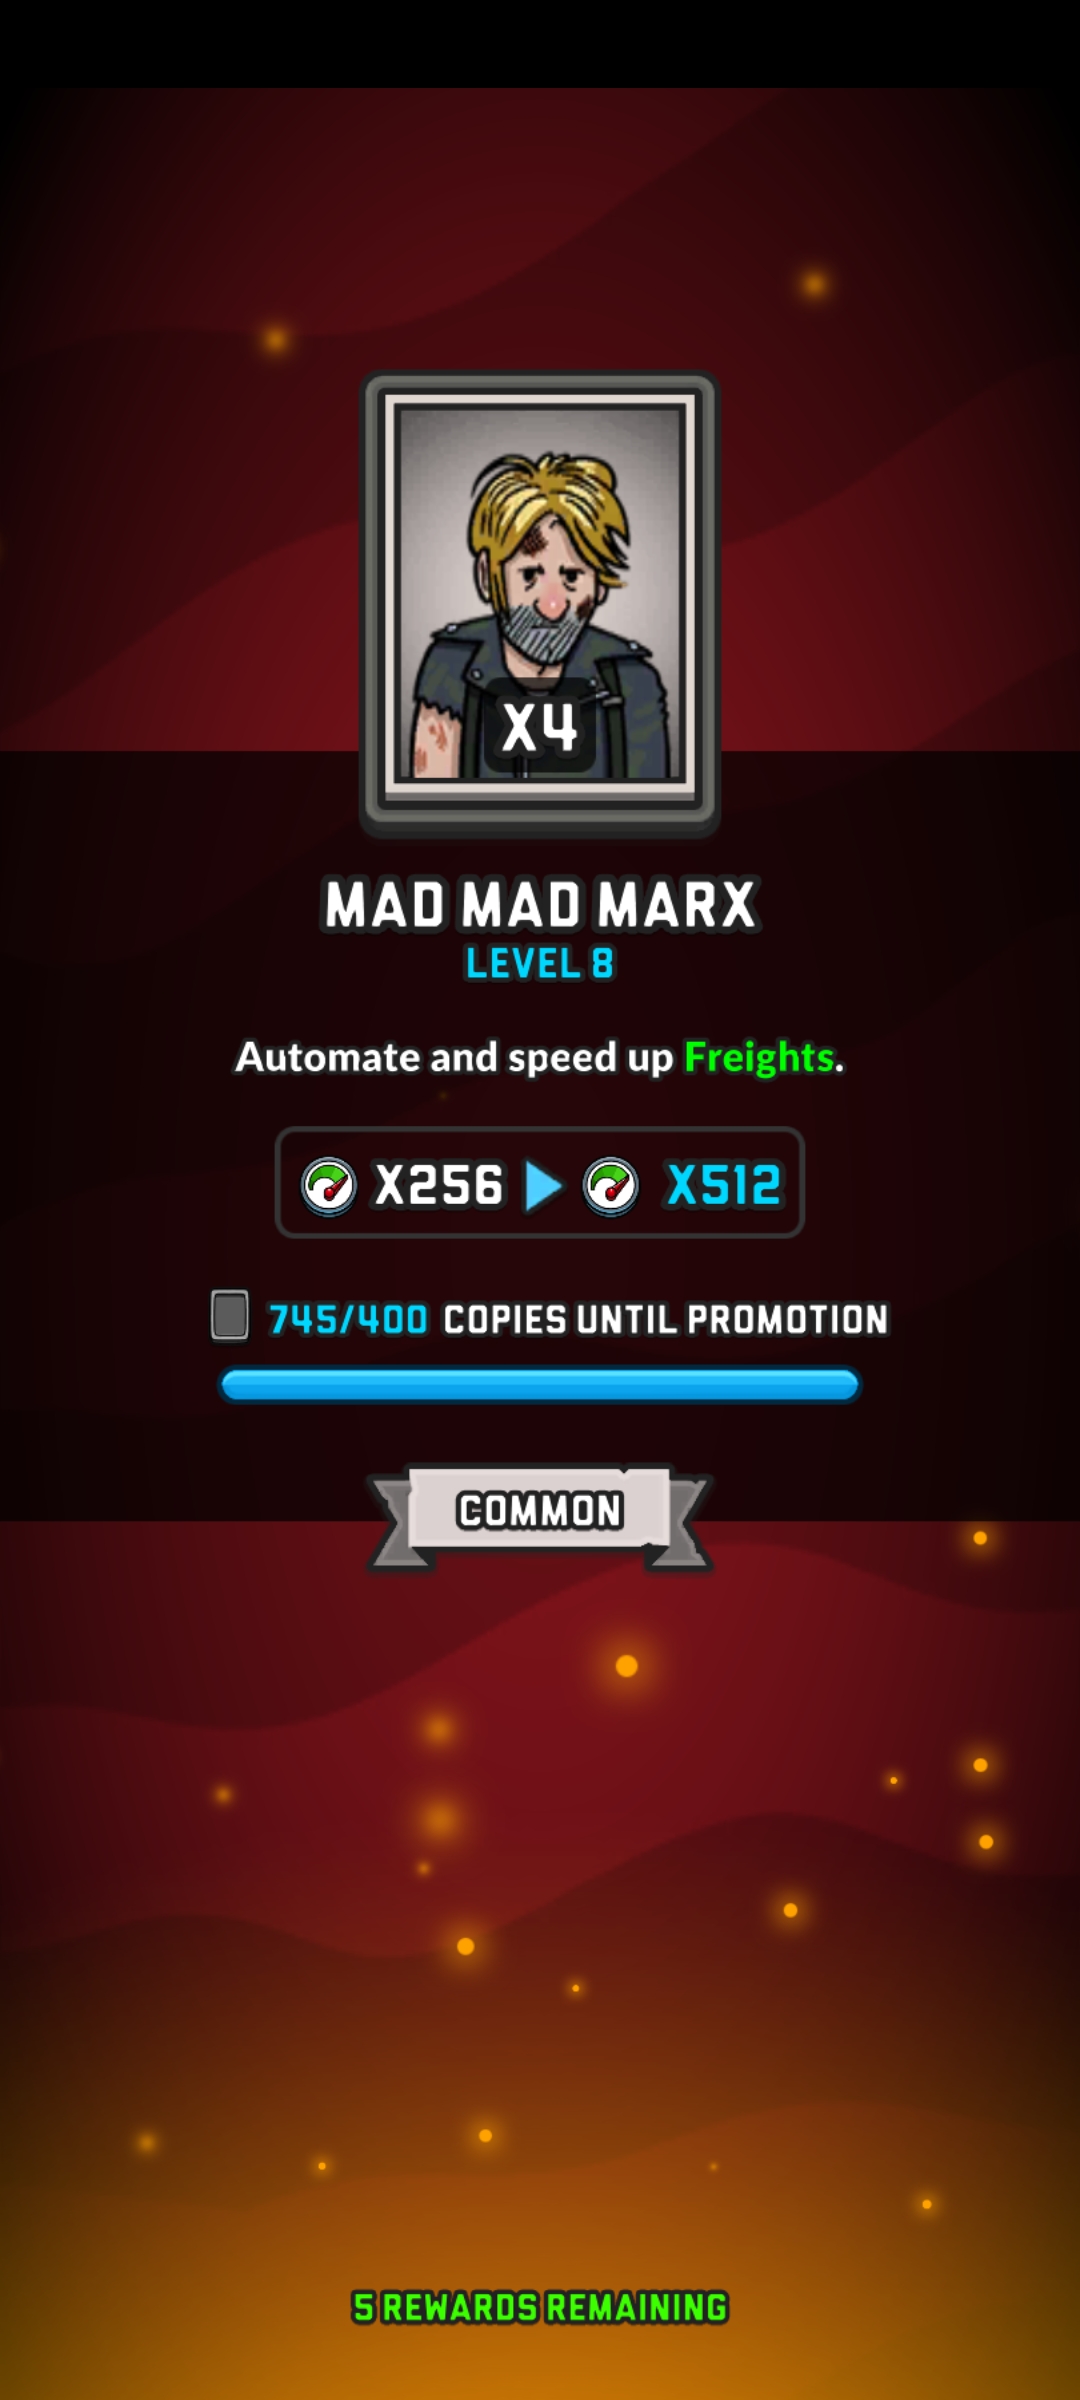 X4
MAD MAD MARX
LEVEL 8
Automate and speed up Freights.
X256 X512
745/400 COPIES UNTIL PROMOTION
COMMON
5 REWARDS REMAINING